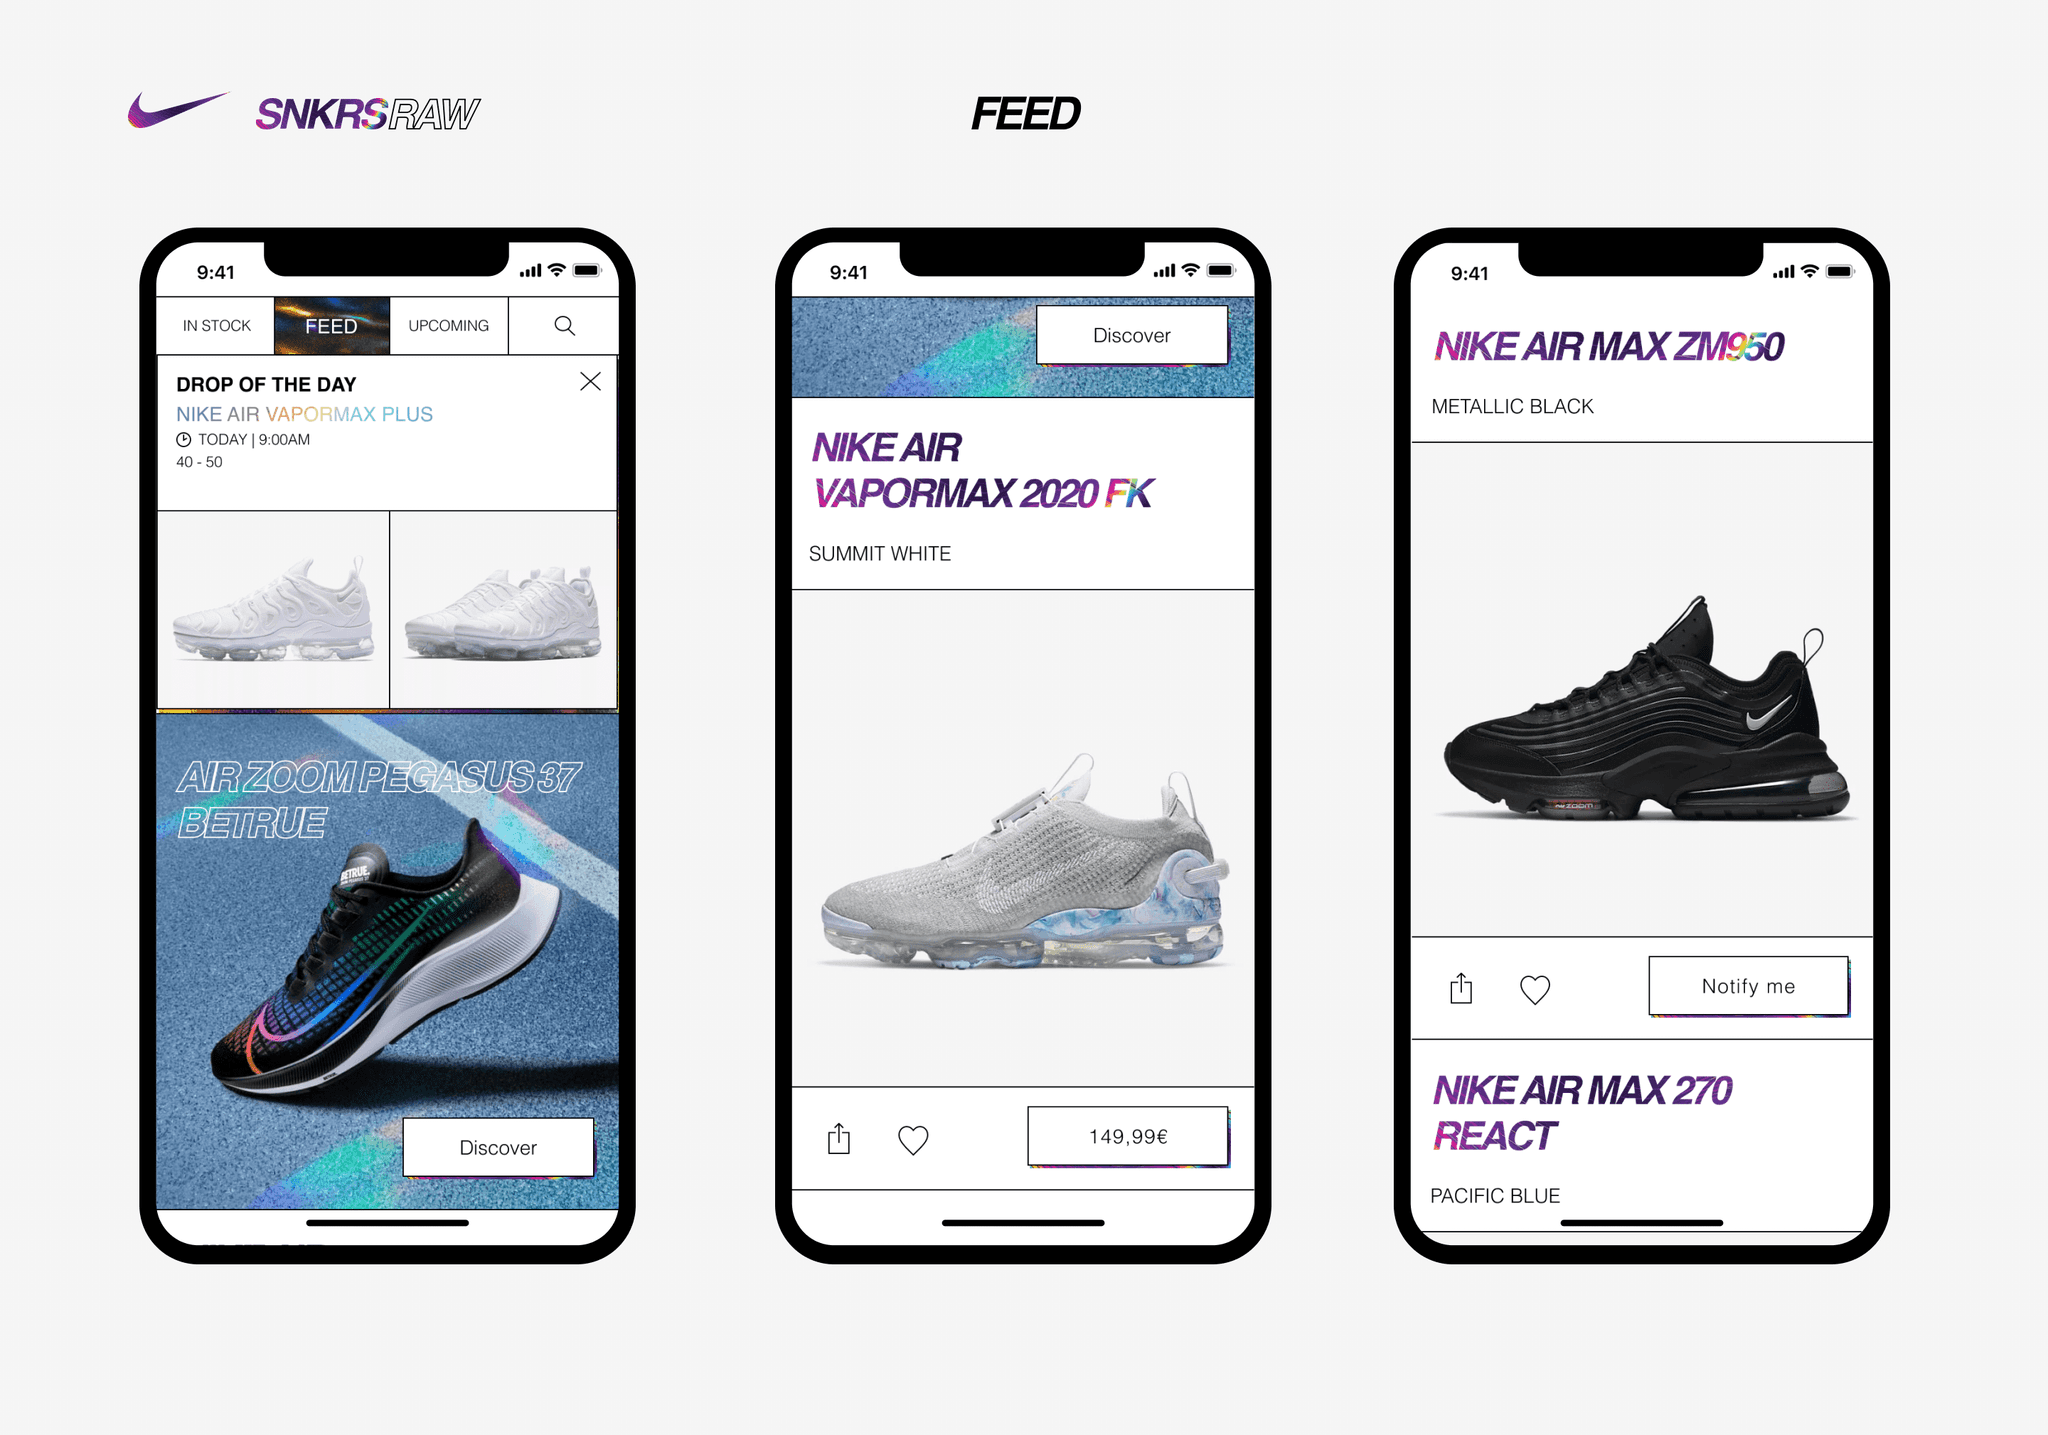 SNKRSRAW
FEED
9:41
IN STOCK
FEED
UPCOMING
DROP OF THE DAY
NIKE AIR VAPORMAX PLUS
TODAY | 9:00AM
40 - 50
AIR ZOOM PEGASUS 37
BETRUE
BETRUE.
Discover
9:41
Discover
NIKE AIR
VAPORMAX 2020 FK
SUMMIT WHITE
149,99€
9:41
NIKE AIR MAX ZM950
METALLIC BLACK
ZOOM
Notify me
NIKE AIR MAX 270
REACT
PACIFIC BLUE